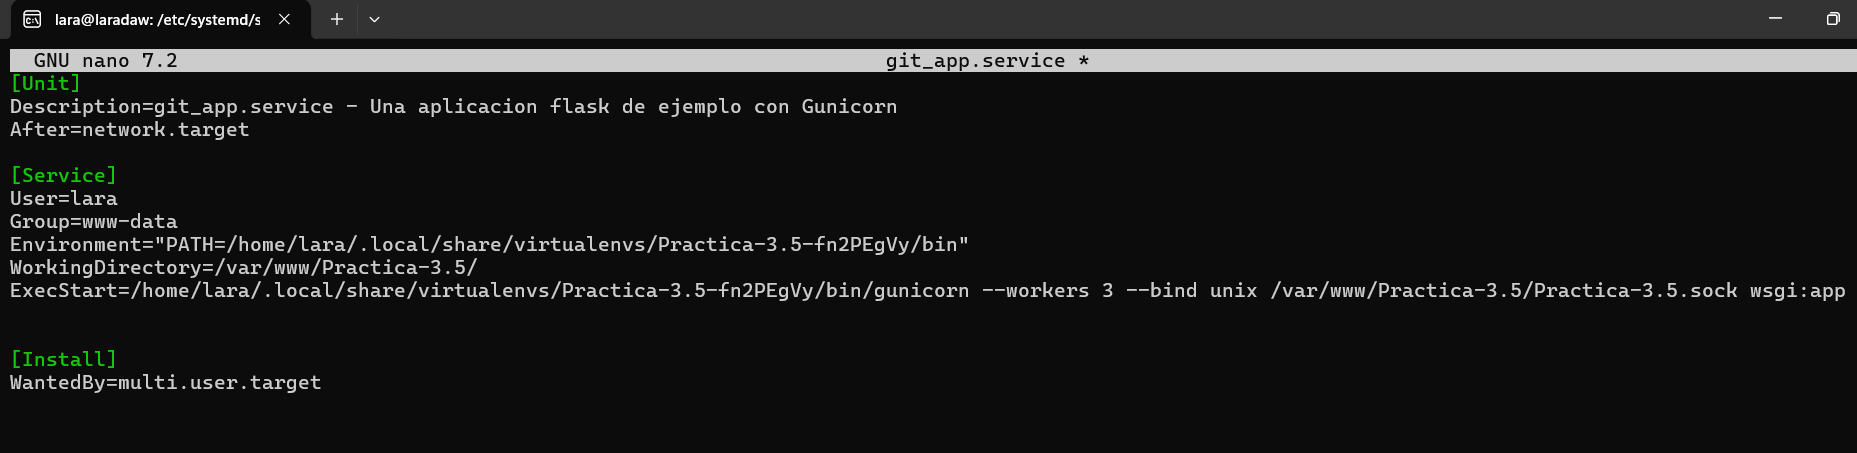 lara@laradaw: /etc/systemd/s
GNU nano 7.2 git_app.service *
[Unit]
Description=git_app.service - Una aplicacion flask de ejemplo con Gunicorn
After=network.target
[Service]
User=lara
Group=www-data
Environment="PATH=/home/lara/.local/share/virtualenvs/Practica-3.5-fn2PEgVy/bin"
WorkingDirectory=/var/www/Practica-3.5/
ExecStart=/home/lara/.local/share/virtualenvs/Practica-3.5-fn2PEgVy/bin/gunicorn --workers 3 --bind unix /var/www/Practica-3.5/Practica-3.5.sock wsgi:app
[Install]
WantedBy=multi.user.target